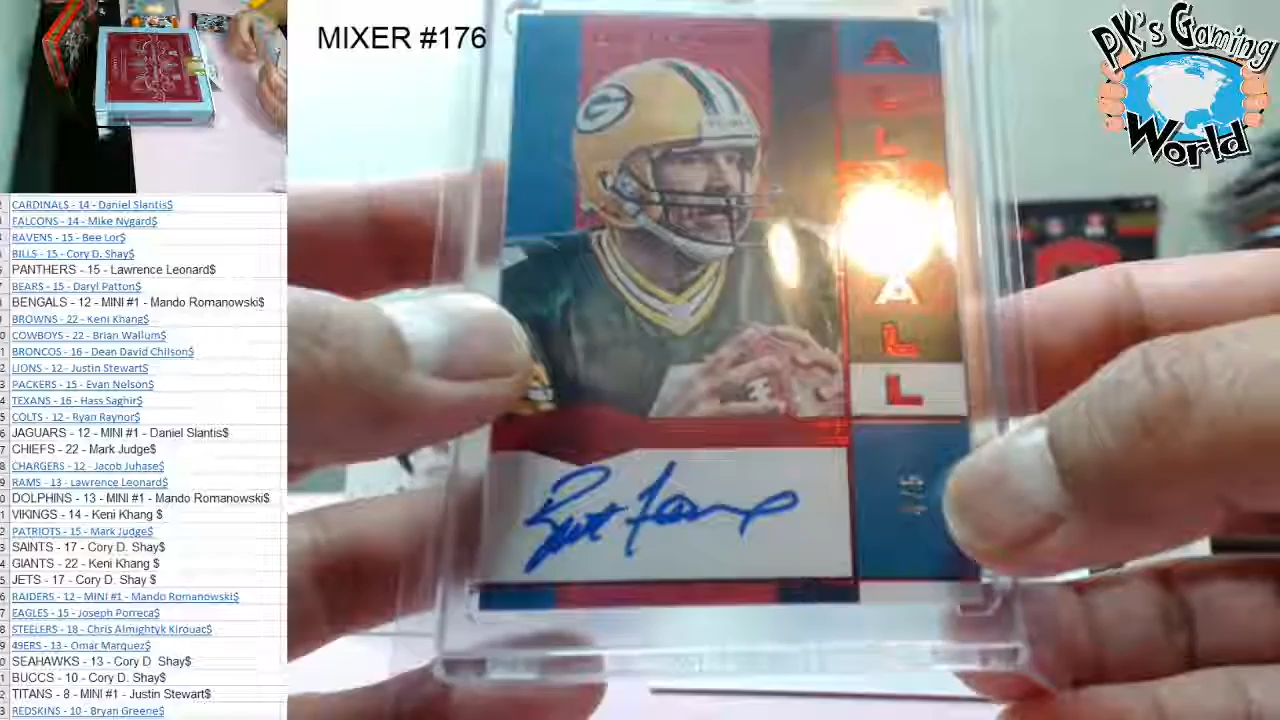 MIXER #176
PK's Gaming
World
CARDINALS - 14 - Daniel Slantis$
FALCONS - 14 - Mike Nygard$
RAVENS - 15 - Bee Lor$
BILLS - 15 - Cory D. Shay$
PANTHERS - 15 - Lawrence Leonard$
BEARS - 15 - Daryl Patton$
BENGALS - 12 - MINI #1 - Mando Romanowski$
BROWNS - 22 - Keni Khang$
COWBOYS - 22 - Brian Wallum$
BRONCOS - 16 - Dean David Chilson$
LIONS - 12 - Justin Stewart$
PACKERS - 15 - Evan Nelson$
TEXANS - 16 - Hass Saghir$
COLTS - 12 - Ryan Raynor$
JAGUARS - 12 - MINI #1 - Daniel Slantis$
CHIEFS - 22 - Mark Judge$
CHARGERS - 12 - Jacob Juhase$
RAMS - 13 - Lawrence Leonard$
DOLPHINS - 13 - MINI #1 - Mando Romanowski$
VIKINGS - 14 - Keni Khang $
PATRIOTS - 15 - Mark Judge$
SAINTS - 17 - Cory D. Shay$
GIANTS - 22 - Keni Khang $
JETS - 17 - Cory D. Shay $
RAIDERS - 12 - MINI #1 - Mando Romanowski$
EAGLES - 15 - Joseph Porreca$
STEELERS - 18 - Chris Almightyk Kirouac$
49ERS - 13 - Omar Marquez$
SEAHAWKS - 13 - Cory D Shay$
BUCCS - 10 - Cory D. Shay$
TITANS - 8 - MINI #1 - Justin Stewart$
REDSKINS - 10 - Bryan Greene$
G
Brett Favre
4/5